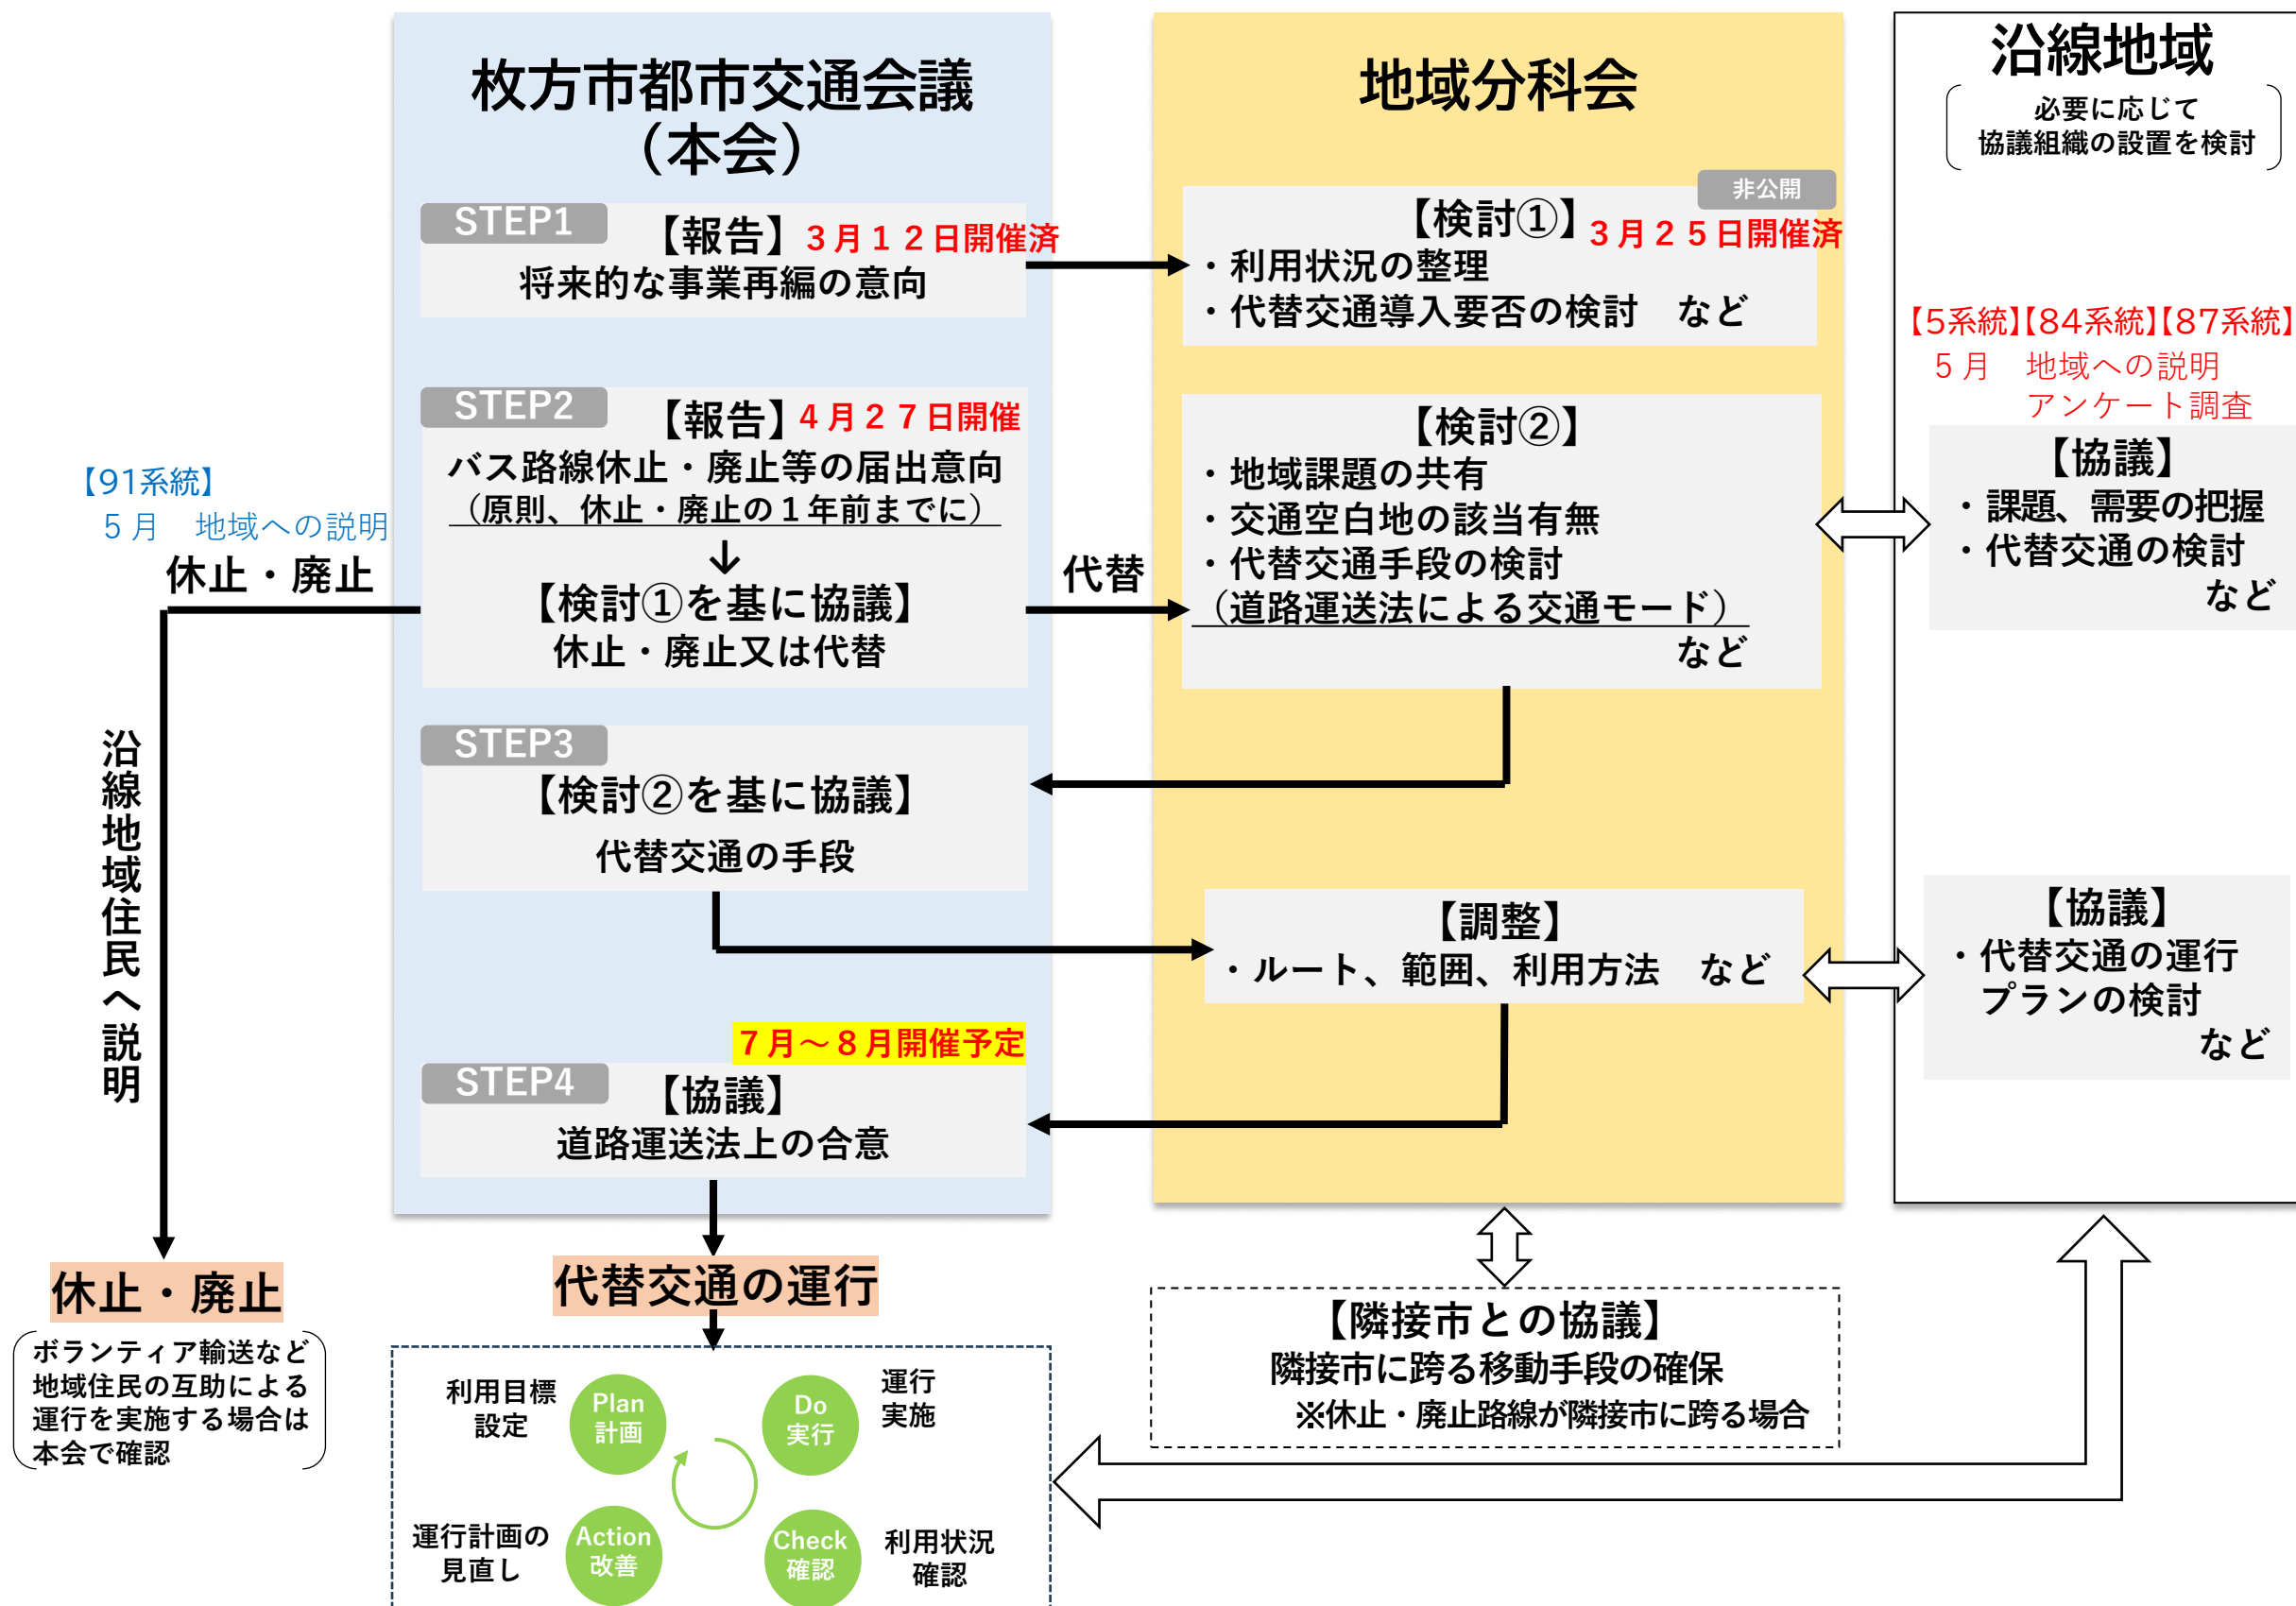 枚方市都市交通会議
（本会）
STEP1
【報告】３月１２日開催済
将来的な事業再編の意向
STEP2
【報告】４月２７日開催
バス路線休止・廃止等の届出意向
（原則、休止・廃止の１年前までに）
↓
【検討①を基に協議】
休止・廃止又は代替
STEP3
【検討②を基に協議】
代替交通の手段
７月～８月開催予定
STEP4
【協議】
道路運送法上の合意
代替
地域分科会
非公開
【検討①】３月２５日開催済
・利用状況の整理
・代替交通導入要否の検討　など
【検討②】
・地域課題の共有
・交通空白地の該当有無
・代替交通手段の検討
（道路運送法による交通モード）
など
【調整】
・ルート、範囲、利用方法　など
沿線地域
必要に応じて
協議組織の設置を検討
【5系統】【84系統】【87系統】
５月　地域への説明
アンケート調査
【協議】
・課題、需要の把握
・代替交通の検討
など
【協議】
・代替交通の運行
プランの検討
など
【91系統】
５月　地域への説明
休止・廃止
沿線地域住民へ説明
休止・廃止
ボランティア輸送など
地域住民の互助による
運行を実施する場合は
本会で確認
代替交通の運行
利用目標
設定
Plan
計画
Do
実行
運行
実施
運行計画の
見直し
Action
改善
Check
確認
利用状況
確認
【隣接市との協議】
隣接市に跨る移動手段の確保
※休止・廃止路線が隣接市に跨る場合